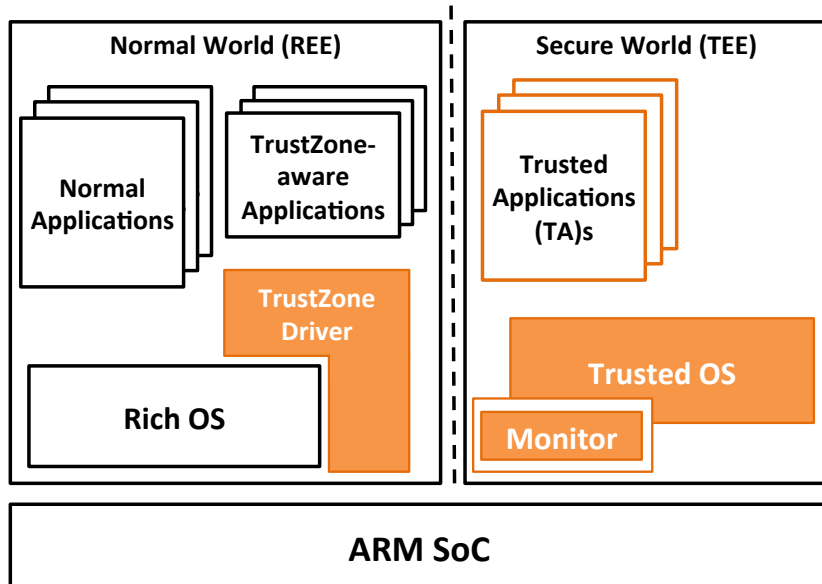 Normal World (REE)
Secure World (TEE)
Normal
Applications
TrustZone-
aware
Applications
Trusted
Applications
(TA)s
TrustZone
Driver
Rich OS
Trusted OS
Monitor
ARM SoC